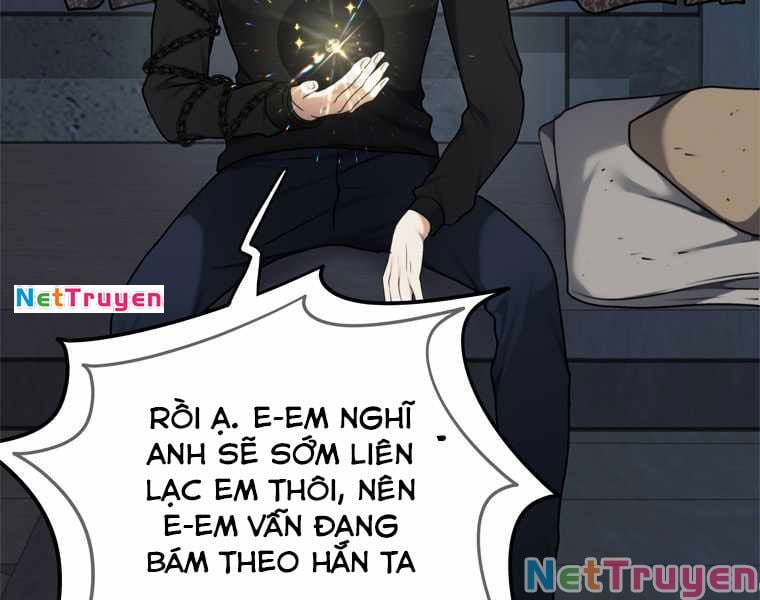 NetTruyen
RỒI Ạ. E-EM NGHĨ
ANH SẼ SỚM LIÊN
LẠC EM THÔI, NÊN
E-EM VẪN ĐANG
BÁM THEO HẮN TA
NetTruyen